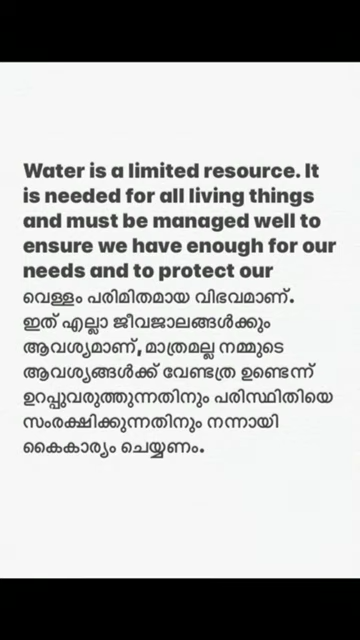 Water is a limited resource. It
is needed for all living things
and must be managed well to
ensure we have enough for our
needs and to protect our
വെള്ളം പരിമിതമായ വിഭവമാണ്.
ഇത് എല്ലാ ജീവജാലങ്ങൾക്കും
ആവശ്യമാണ്, മാത്രമല്ല നമ്മുടെ
ആവശ്യങ്ങൾക്ക് വേണ്ടത്ര ഉണ്ടെന്ന്
ഉറപ്പുവരുത്തുന്നതിനും പരിസ്ഥിതിയെ
സംരക്ഷിക്കുന്നതിനും നന്നായി
കൈകാര്യം ചെയ്യണം.